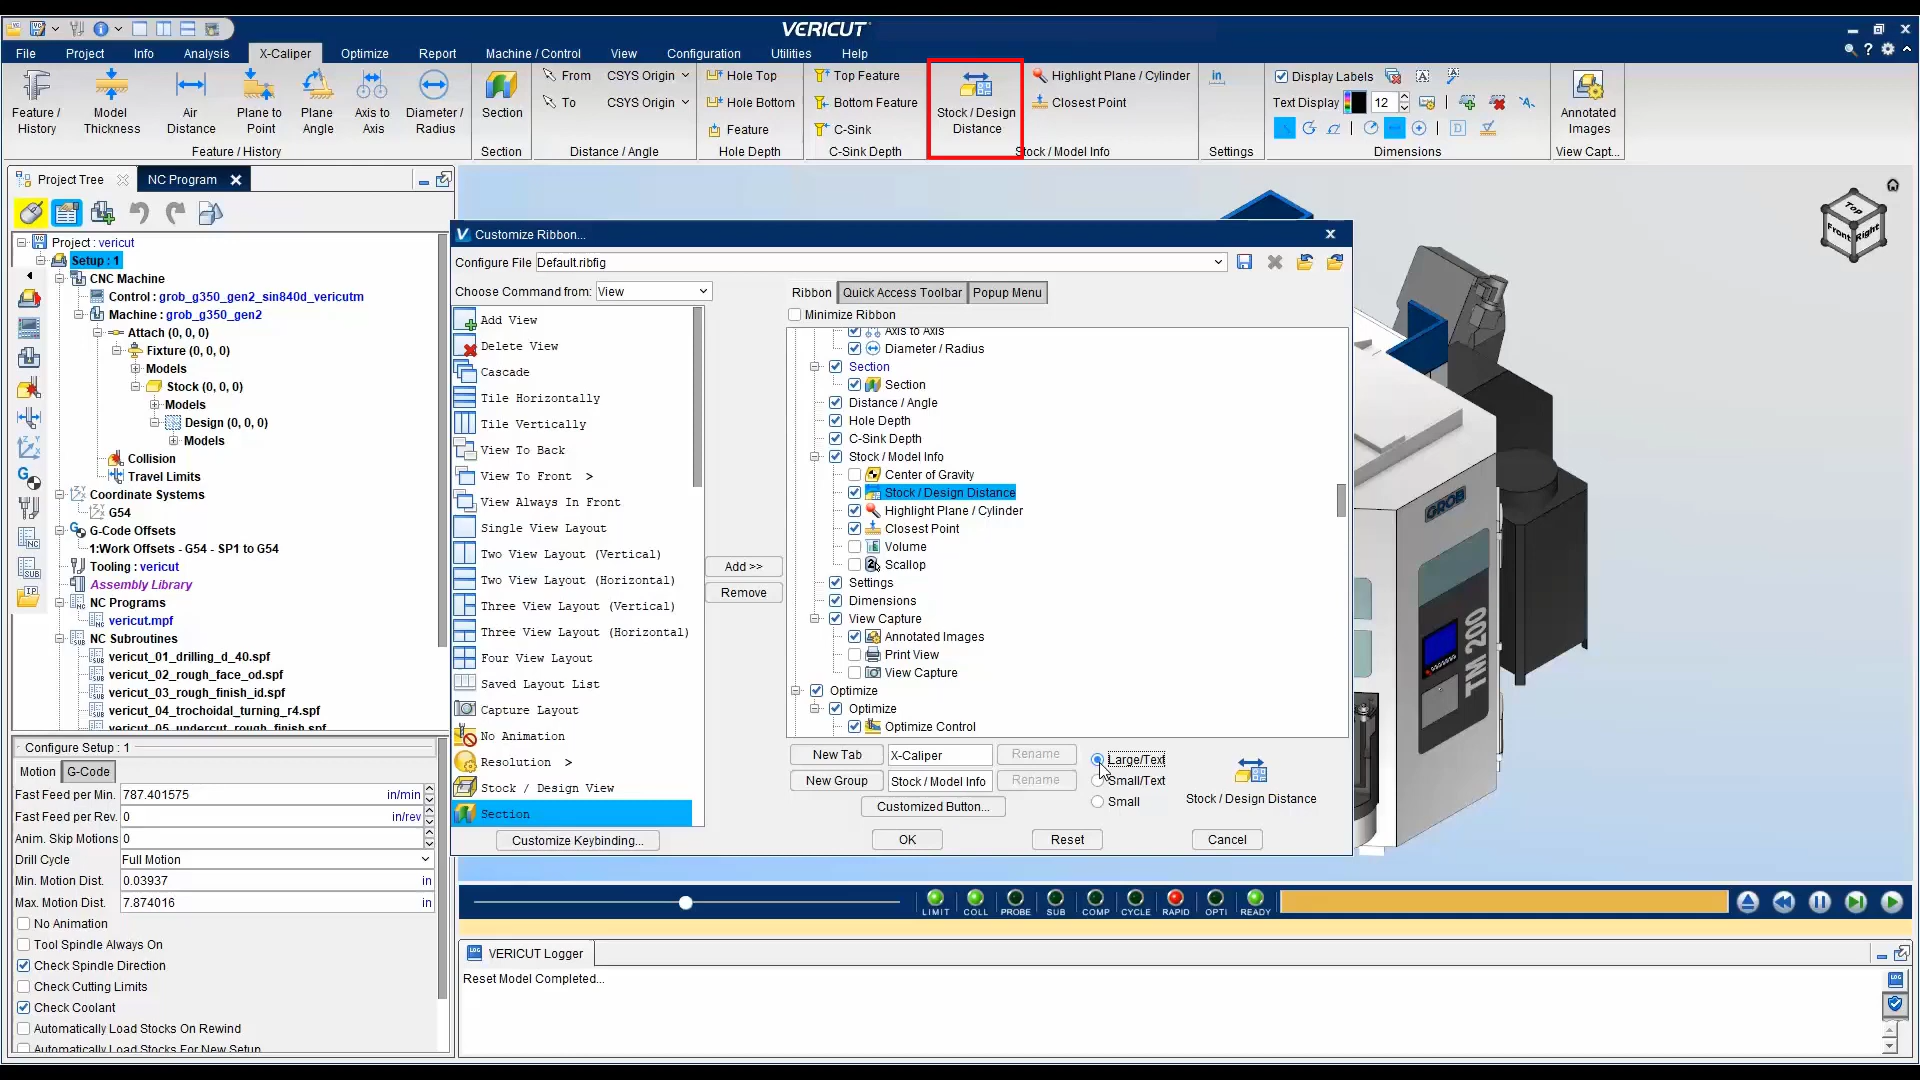 VERICUT
File Project Info Analysis X-Caliper Optimize Report Machine / Control View Configuration Utilities Help
Feature / History
Model Thickness
Air Distance
Plane to Point
Plane Angle
Axis to Axis
Diameter / Radius
Feature / History
Section
Section
From CSYS Origin
To CSYS Origin
Distance / Angle
Hole Top
Hole Bottom
Feature
Hole Depth
Top Feature
Bottom Feature
C-Sink
C-Sink Depth
Stock / Design Distance
Highlight Plane / Cylinder
Closest Point
Stock / Model Info
in
Settings
Display Labels
Text Display 12
Dimensions
Annotated Images
View Capt...
Project Tree
NC Program
Project : vericut
Setup : 1
CNC Machine
Control : grob_g350_gen2_sin840d_vericutm
Machine : grob_g350_gen2
Attach (0, 0, 0)
Fixture (0, 0, 0)
Models
Stock (0, 0, 0)
Models
Design (0, 0, 0)
Models
Collision
Travel Limits
Coordinate Systems
G54
G-Code Offsets
1:Work Offsets - G54 - SP1 to G54
Tooling : vericut
Assembly Library
NC Programs
vericut.mpf
NC Subroutines
vericut_01_drilling_d_40.spf
vericut_02_rough_face_od.spf
vericut_03_rough_finish_id.spf
vericut_04_trochoidal_turning_r4.spf
vericut_05_undercut_rough_finish.spf
Configure Setup : 1
Motion G-Code
Fast Feed per Min. 787.401575 in/min
Fast Feed per Rev. 0 in/rev
Anim. Skip Motions 0
Drill Cycle Full Motion
Min. Motion Dist. 0.03937 in
Max. Motion Dist. 7.874016 in
No Animation
Tool Spindle Always On
Check Spindle Direction
Check Cutting Limits
Check Coolant
Automatically Load Stocks On Rewind
Automatically Load Stocks For New Setup
Customize Ribbon...
Configure File Default.ribfig
Choose Command from: View
Add View
Delete View
Cascade
Tile Horizontally
Tile Vertically
View To Back
View To Front >
View Always In Front
Single View Layout
Two View Layout (Vertical)
Two View Layout (Horizontal)
Three View Layout (Vertical)
Three View Layout (Horizontal)
Four View Layout
Saved Layout List
Capture Layout
No Animation
Resolution >
Stock / Design View
Section
Customize Keybinding...
Add >>
Remove
Ribbon Quick Access Toolbar Popup Menu
Minimize Ribbon
Axis to Axis
Diameter / Radius
Section
Section
Distance / Angle
Hole Depth
C-Sink Depth
Stock / Model Info
Center of Gravity
Stock / Design Distance
Highlight Plane / Cylinder
Closest Point
Volume
Scallop
Settings
Dimensions
View Capture
Annotated Images
Print View
View Capture
Optimize
Optimize
Optimize Control
New Tab X-Caliper Rename
New Group Stock / Model Info Rename
Customized Button...
Large/Text
Small/Text
Small
Stock / Design Distance
OK Reset Cancel
Top
Front
Right
GROB
TM 200
LIMIT COLL PROBE SUB COMP CYCLE RAPID OPTI READY
VERICUT Logger
Reset Model Completed...